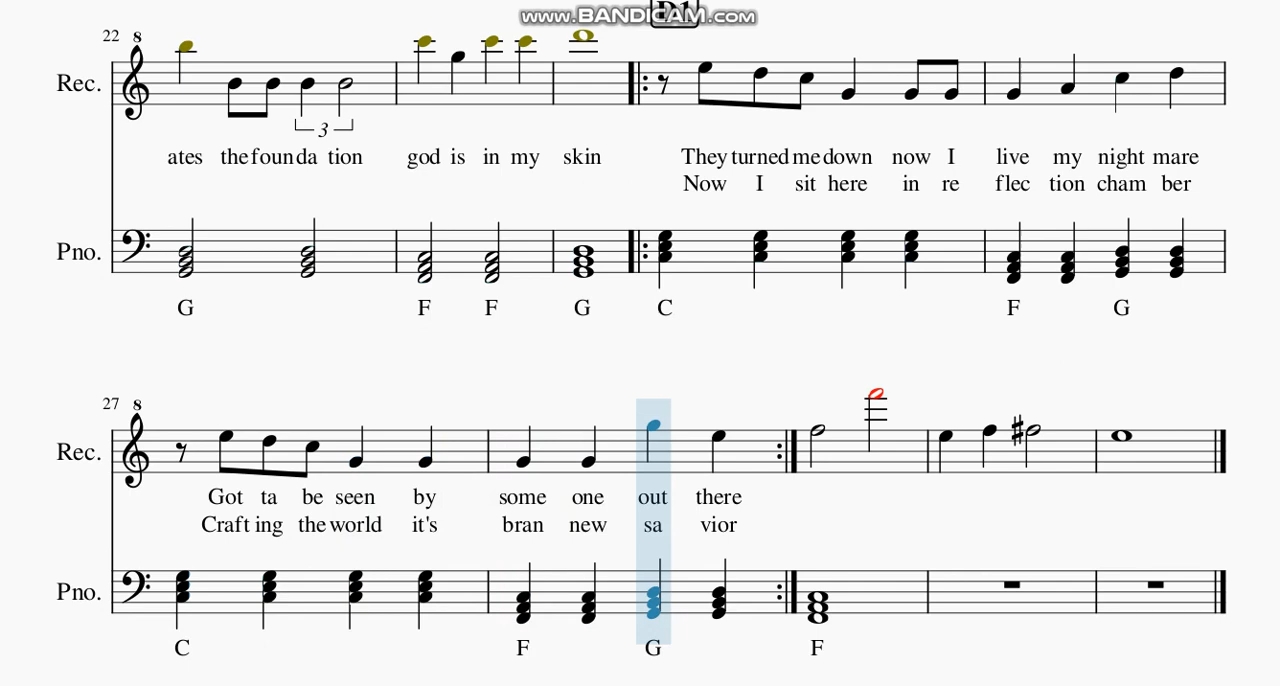 www.BANDICAM.com
D1
22
8
Rec.
3
ates the foun da tion god is in my skin They turned me down now I live my night mare
Now I sit here in re flec tion cham ber
Pno.
G F F G C F G
27
8
Rec.
Got ta be seen by some one out there
Craft ing the world it's bran new sa vior
Pno.
C F G F